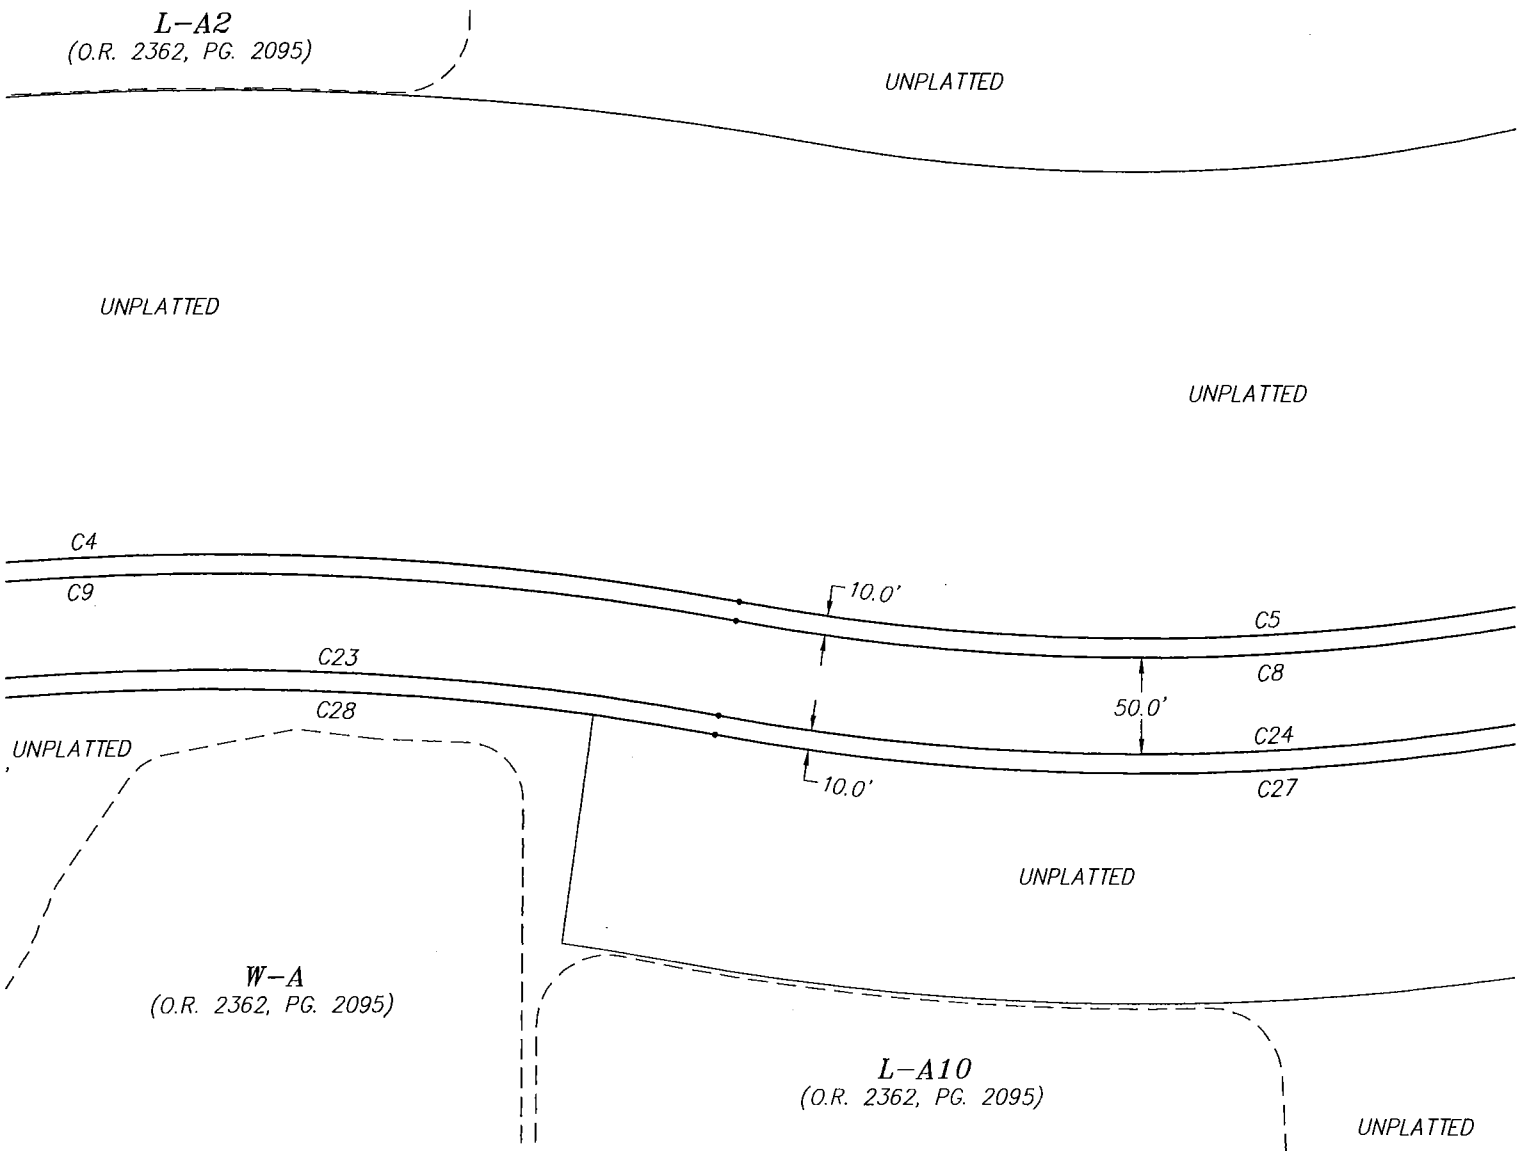 L-A2
(O.R. 2362, PG. 2095)
UNPLATTED
UNPLATTED
UNPLATTED
C4
C9
10.0'
C5
C8
C23
C28
50.0'
C24
C27
10.0'
UNPLATTED
UNPLATTED
W-A
(O.R. 2362, PG. 2095)
L-A10
(O.R. 2362, PG. 2095)
UNPLATTED